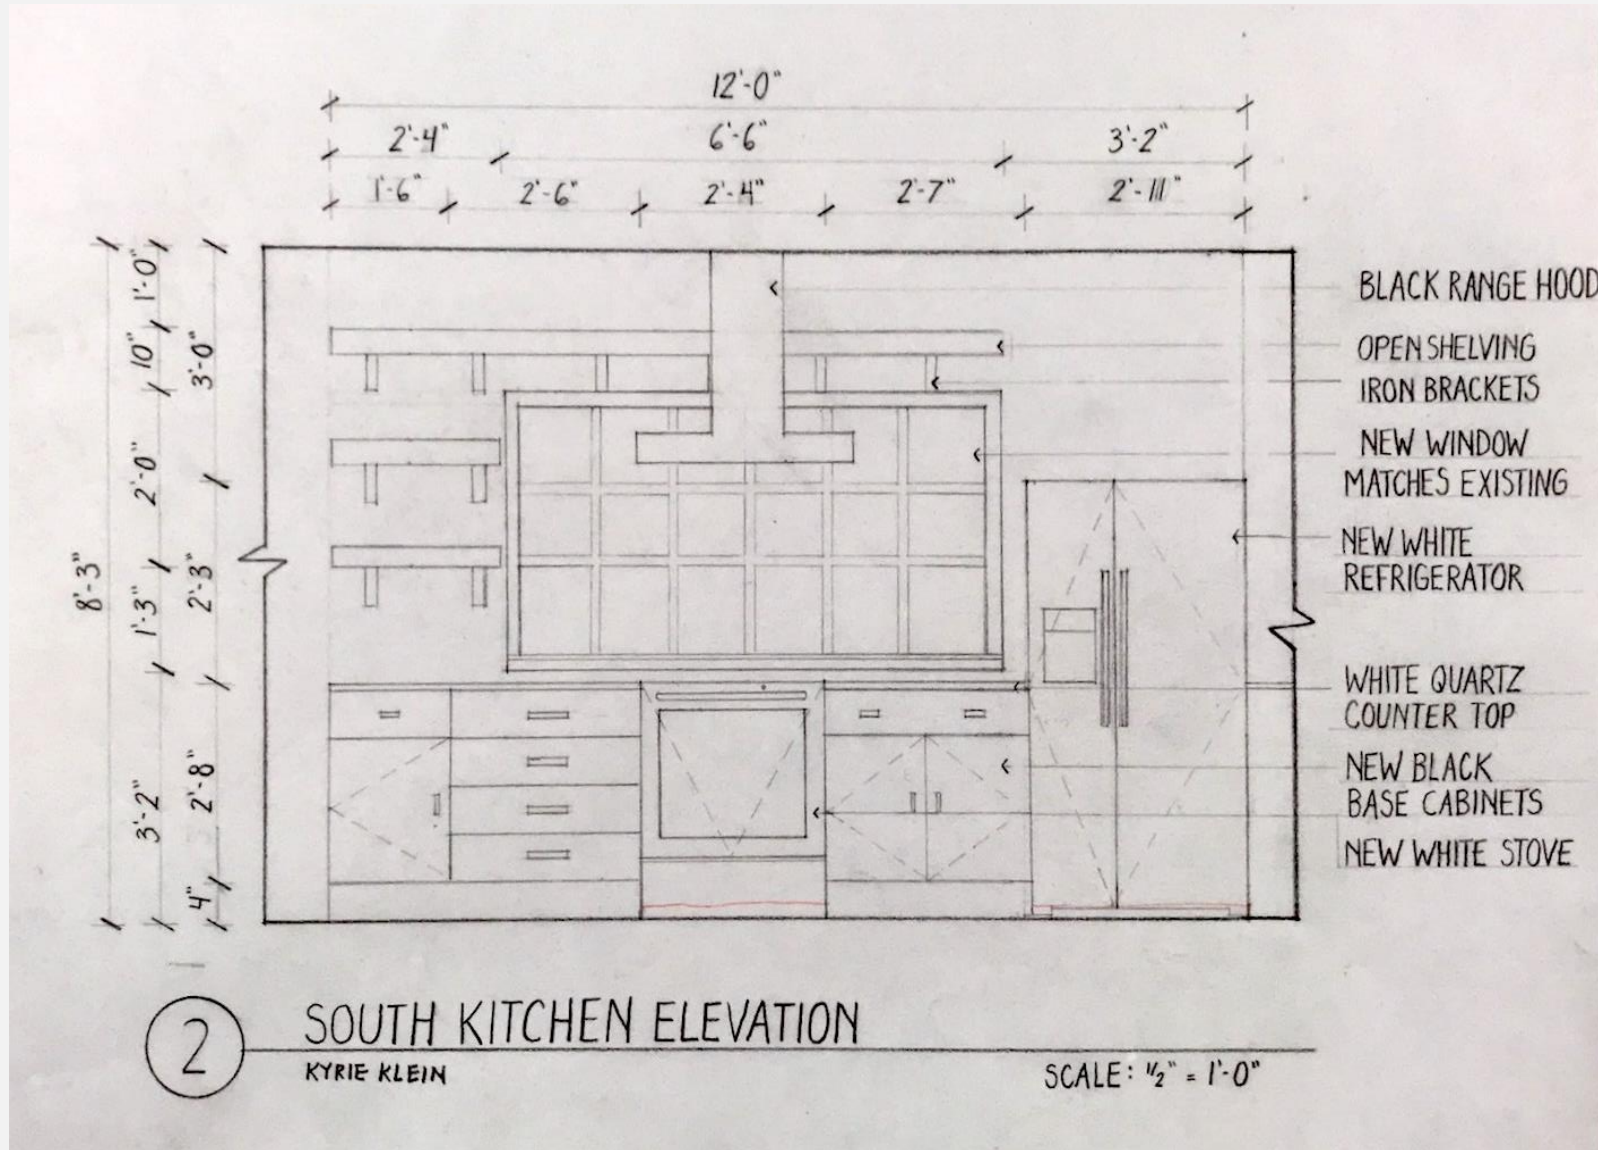 12'-0"
2'-4" 6'-6" 3'-2"
1'-6" 2'-6" 2'-4" 2'-7" 2'-11"
8'-3"
1'-0"
10"
2'-0"
1'-3"
3'-2"
3'-0"
2'-3"
2'-8"
4"
BLACK RANGE HOOD
OPEN SHELVING
IRON BRACKETS
NEW WINDOW
MATCHES EXISTING
NEW WHITE
REFRIGERATOR
WHITE QUARTZ
COUNTER TOP
NEW BLACK
BASE CABINETS
NEW WHITE STOVE
2 SOUTH KITCHEN ELEVATION
KYRIE KLEIN
SCALE: 1/2" = 1'-0"